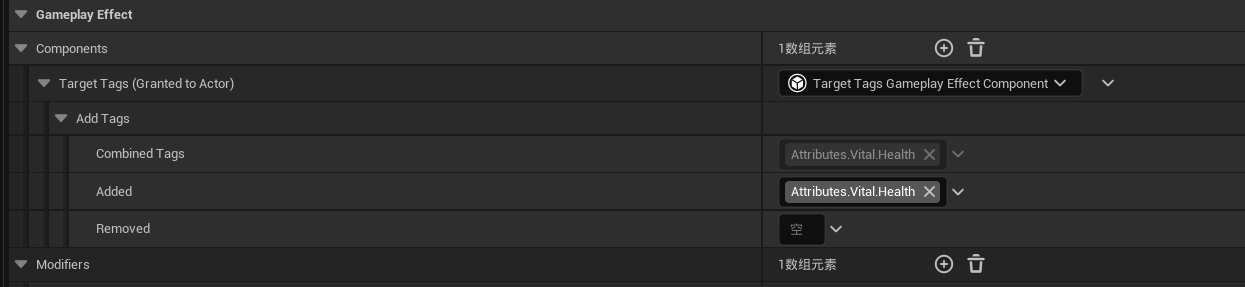 Gameplay Effect
Components 1数组元素
Target Tags (Granted to Actor) Target Tags Gameplay Effect Component
Add Tags
Combined Tags Attributes.Vital.Health
Added Attributes.Vital.Health
Removed 空
Modifiers 1数组元素